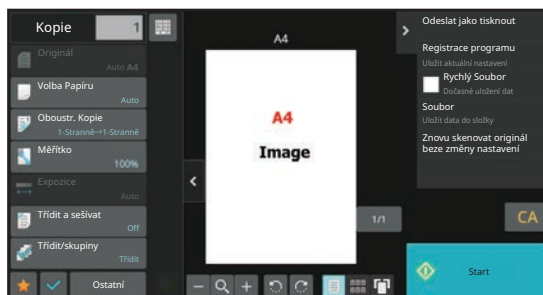 Kopie
1
Originál
Auto A4
Volba Papíru
Auto
Oboustr. Kopie
1-Stranně→1-Stranně
Měřítko
100%
Expozice
Auto
Třídit a sešívat
Off
Třídit/skupiny
Třídit
Ostatní
A4
A4
Image
1/1
Odeslat jako tisknout
Registrace programu
Uložit aktuální nastavení
Rychlý Soubor
Dočasné uložení dat
Soubor
Uložit data do složky
Znovu skenovat originál
beze změny nastavení
CA
Start